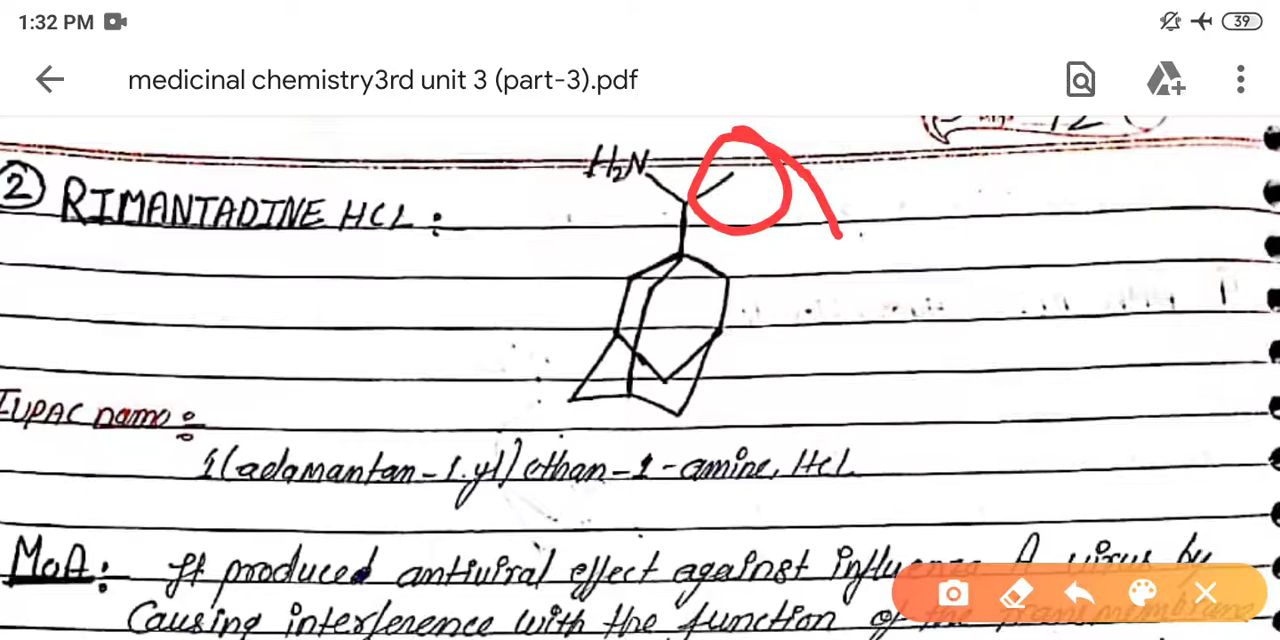 1:32 PM
39
medicinal chemistry3rd unit 3 (part-3).pdf
H₂N
② RIMANTADINE HCL :
IUPAC name :
1(adamantan-1.yl) ethan-1-amine, HCL
MoA: It produced antiviral effect against influenza A virus by
Causing interference with the function of the transmembrane